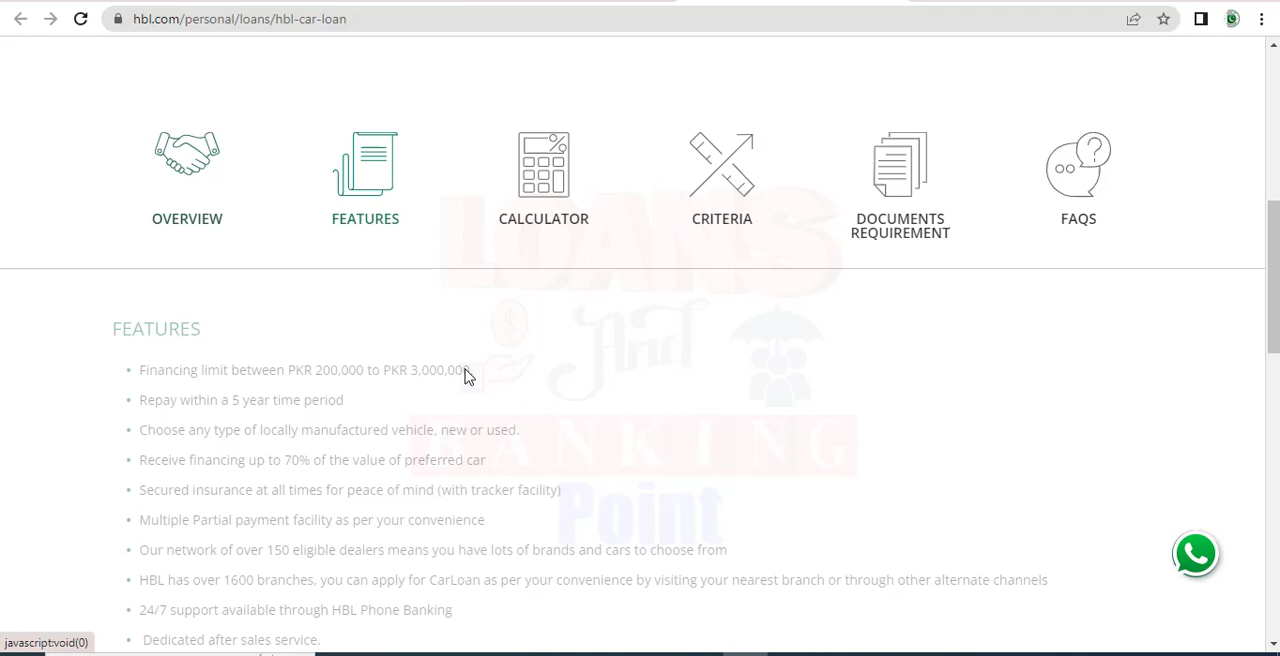 hbl.com/personal/loans/hbl-car-loan
OVERVIEW
FEATURES
CALCULATOR
CRITERIA
DOCUMENTS
REQUIREMENT
FAQS
LOANS
And
BANKING
Point
FEATURES
• Financing limit between PKR 200,000 to PKR 3,000,000
• Repay within a 5 year time period
• Choose any type of locally manufactured vehicle, new or used.
• Receive financing up to 70% of the value of preferred car
• Secured insurance at all times for peace of mind (with tracker facility)
• Multiple Partial payment facility as per your convenience
• Our network of over 150 eligible dealers means you have lots of brands and cars to choose from
• HBL has over 1600 branches, you can apply for CarLoan as per your convenience by visiting your nearest branch or through other alternate channels
• 24/7 support available through HBL Phone Banking
• Dedicated after sales service.
javascript:void(0)